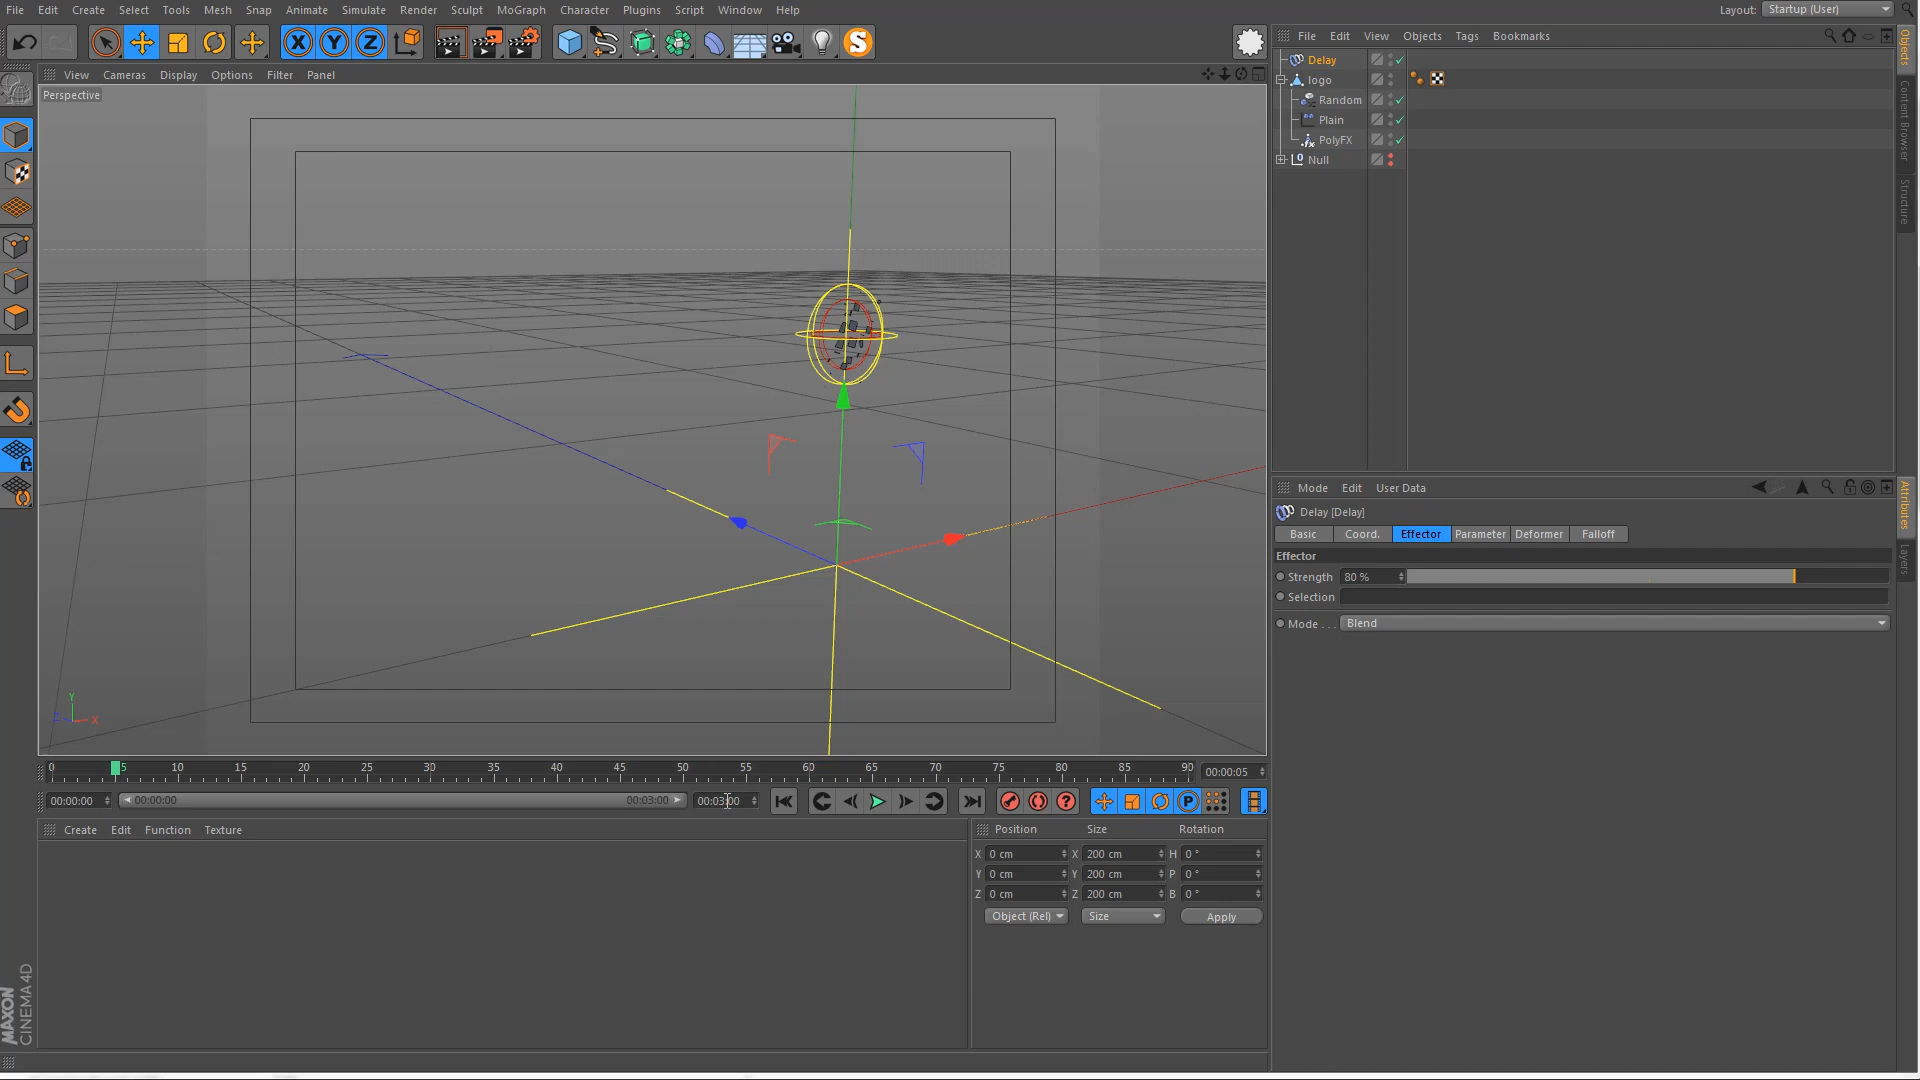 File Edit Create Select Tools Mesh Snap Animate Simulate Render Sculpt MoGraph Character Plugins Script Window Help
Layout: Startup (User)
View Cameras Display Options Filter Panel
Perspective
File Edit View Objects Tags Bookmarks
Delay
logo
Random
Plain
PolyFX
Null
Objects
Content Browser
Structure
Mode Edit User Data
Delay [Delay]
Basic Coord. Effector Parameter Deformer Falloff
Effector
Strength 80 %
Selection
Mode . . . Blend
Attributes
Layers
Y
Z X
0 5 10 15 20 25 30 35 40 45 50 55 60 65 70 75 80 85 90 00:00:05
00:00:00 00:00:00 00:03:00 00:03:00
Create Edit Function Texture
Position Size Rotation
X 0 cm X 200 cm H 0 °
Y 0 cm Y 200 cm P 0 °
Z 0 cm Z 200 cm B 0 °
Object (Rel) Size Apply
MAXON
CINEMA 4D